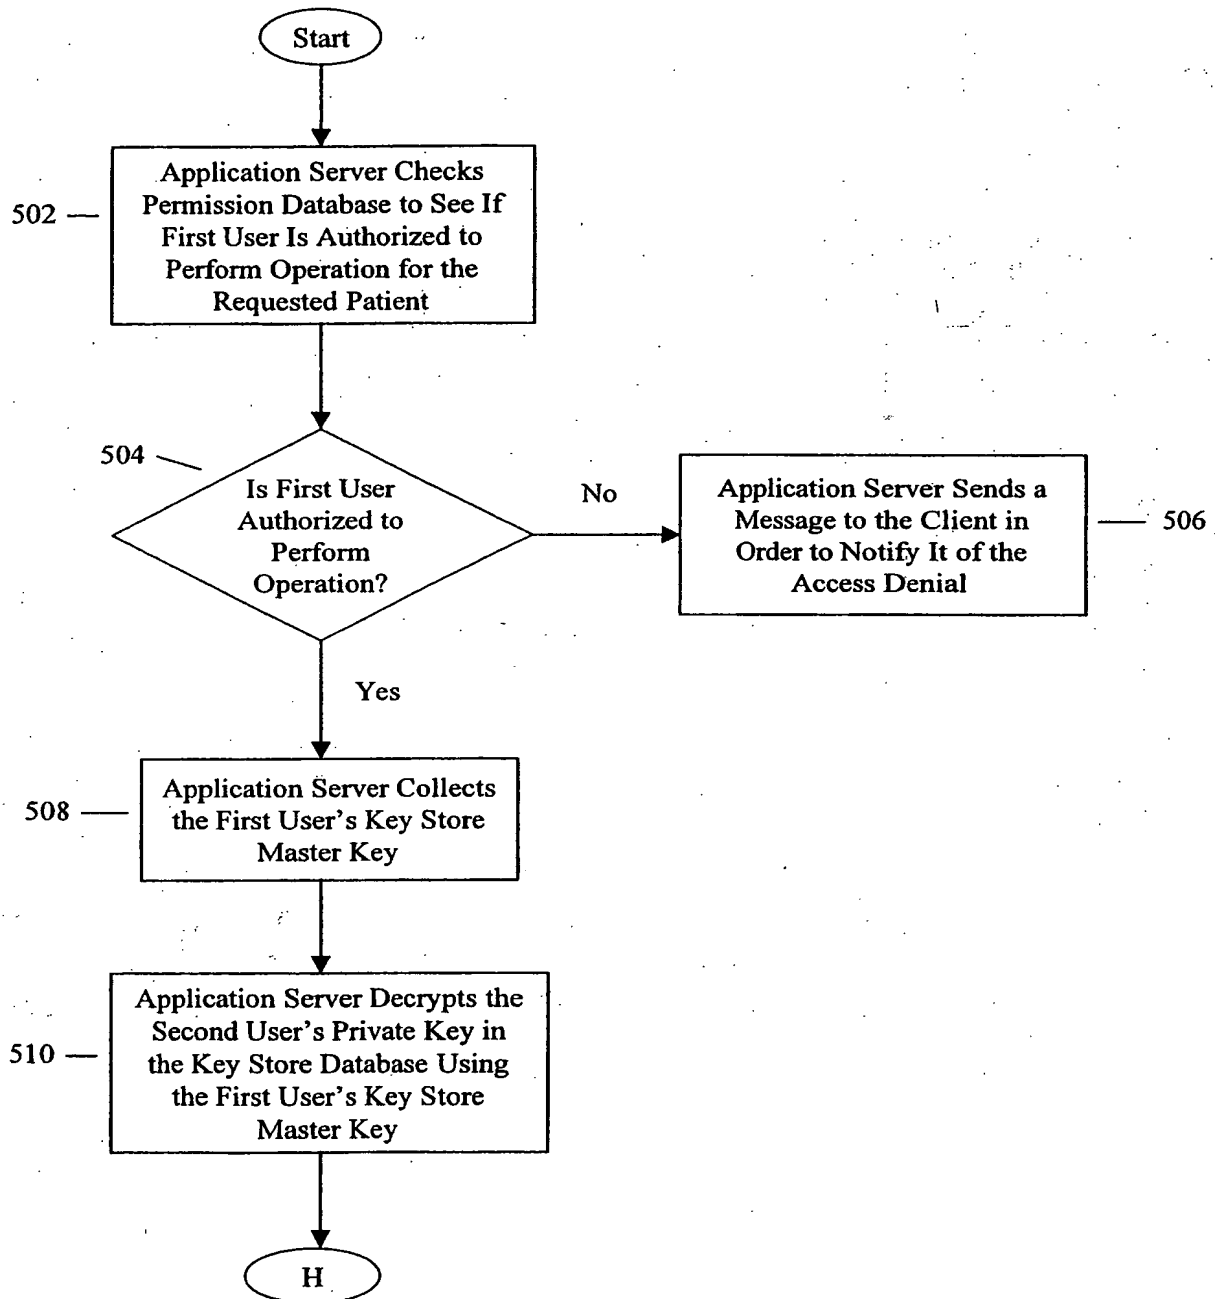 Start
Application Server Checks
Permission Database to See If
First User Is Authorized to
Perform Operation for the
Requested Patient
502
504
Is First User
Authorized to
Perform
Operation?
No
Application Server Sends a
Message to the Client in
Order to Notify It of the
Access Denial
506
Yes
508
Application Server Collects
the First User's Key Store
Master Key
510
Application Server Decrypts the
Second User's Private Key in
the Key Store Database Using
the First User's Key Store
Master Key
H